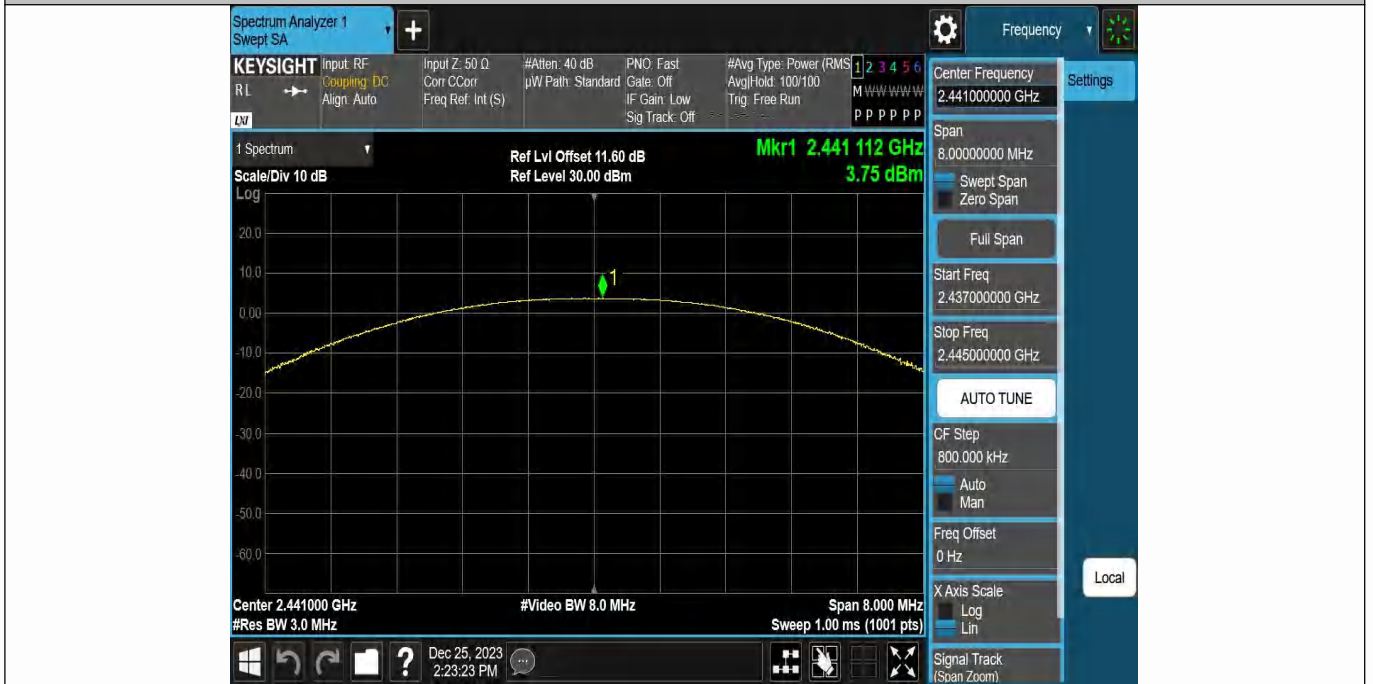 Spectrum Analyzer 1
Swept SA
+
Frequency
KEYSIGHT
Input: RF
Coupling: DC
Align: Auto
Input Z: 50 Ω
Corr CCorr
Freq Ref: Int (S)
#Atten: 40 dB
µW Path: Standard
PNO: Fast
Gate: Off
IF Gain: Low
Sig Track: Off
#Avg Type: Power (RMS
Avg|Hold: 100/100
Trig: Free Run
1 2 3 4 5 6
M W W W W W
P P P P P P
R L
LXI
Center Frequency
2.441000000 GHz
Settings
1 Spectrum
Scale/Div 10 dB
Log
Ref Lvl Offset 11.60 dB
Ref Level 30.00 dBm
Mkr1 2.441 112 GHz
3.75 dBm
Span
8.00000000 MHz
Swept Span
Zero Span
Full Span
Start Freq
2.437000000 GHz
Stop Freq
2.445000000 GHz
AUTO TUNE
CF Step
800.000 kHz
Auto
Man
Freq Offset
0 Hz
X Axis Scale
Log
Lin
Signal Track
(Span Zoom)
Local
20.0
10.0
0.00
-10.0
-20.0
-30.0
-40.0
-50.0
-60.0
1
Center 2.441000 GHz
#Res BW 3.0 MHz
#Video BW 8.0 MHz
Span 8.000 MHz
Sweep 1.00 ms (1001 pts)
?
Dec 25, 2023
2:23:23 PM